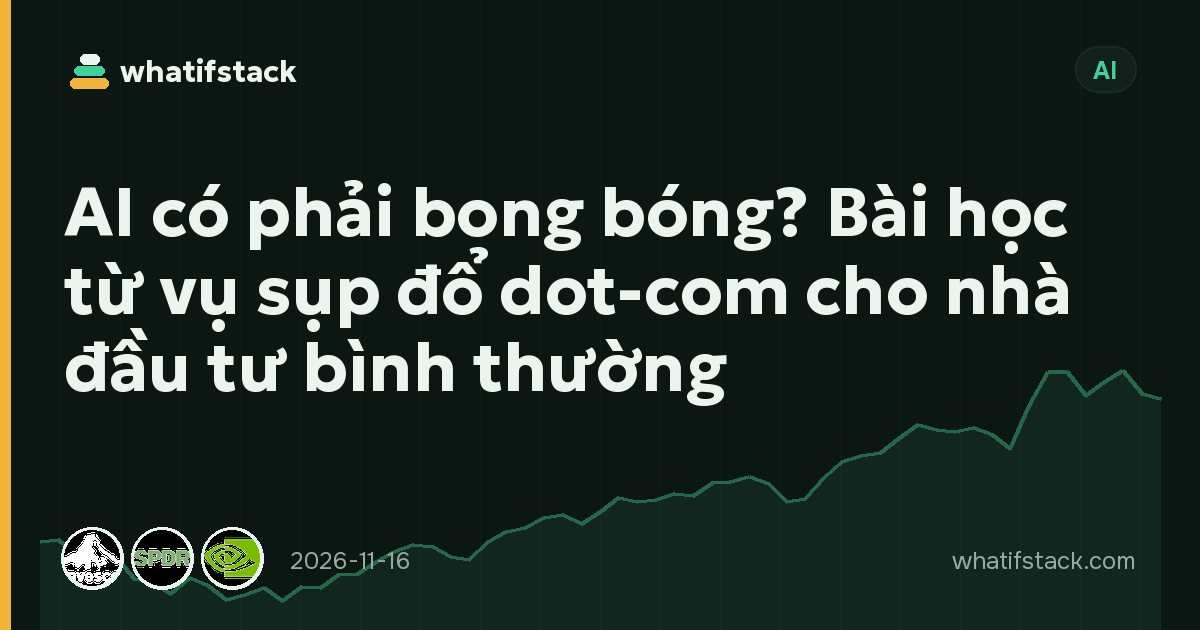 whatifstack
AI
AI có phải bong bóng? Bài học
từ vụ sụp đổ dot-com cho nhà
đầu tư bình thường
SPDR
2026-11-16
whatifstack.com